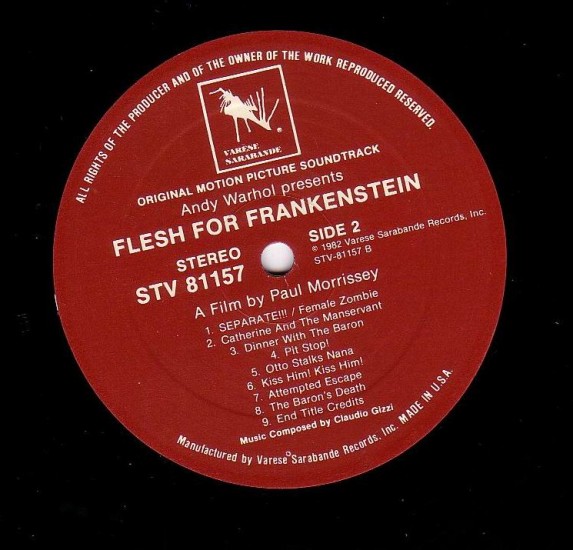 ALL RIGHTS OF THE PRODUCER AND OF THE OWNER OF THE WORK REPRODUCED RESERVED.
VARÈSE
SARABANDE
®
ORIGINAL MOTION PICTURE SOUNDTRACK
Andy Warhol presents
FLESH FOR FRANKENSTEIN
STEREO
STV 81157
SIDE 2
℗ 1982 Varese Sarabande Records, Inc.
STV-81157 B
A Film by Paul Morrissey
1. SEPARATE!!! / Female Zombie
2. Catherine And The Manservant
3. Dinner With The Baron
4. Pit Stop!
5. Otto Stalks Nana
6. Kiss Him! Kiss Him!
7. Attempted Escape
8. The Baron's Death
9. End Title Credits
Music Composed by Claudio Gizzi
Manufactured by Varese Sarabande Records, Inc. MADE IN U.S.A.